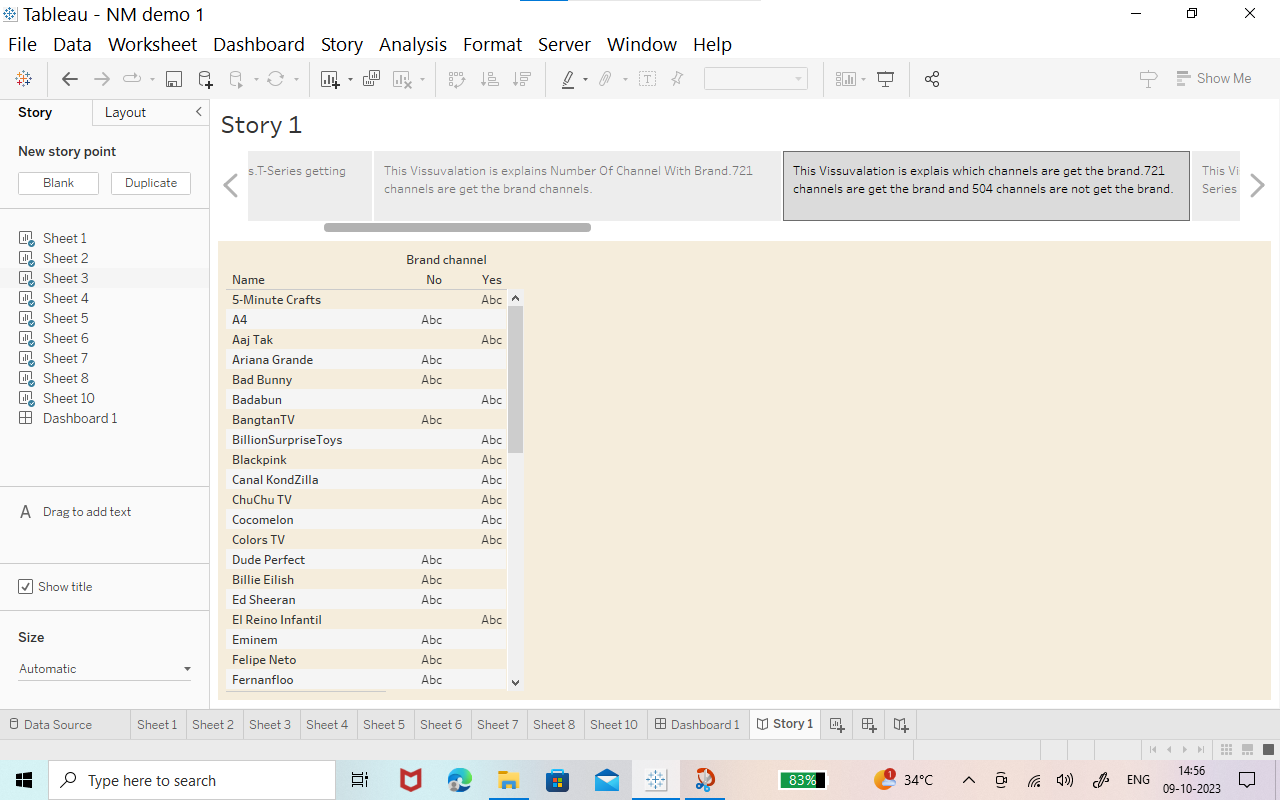 Tableau - NM demo 1
File Data Worksheet Dashboard Story Analysis Format Server Window Help
Show Me
Story Layout
New story point
Blank Duplicate
Sheet 1
Sheet 2
Sheet 3
Sheet 4
Sheet 5
Sheet 6
Sheet 7
Sheet 8
Sheet 10
Dashboard 1
A Drag to add text
Show title
Size
Automatic
Story 1
s.T-Series getting
This Vissuvalation is explains Number Of Channel With Brand.721
channels are get the brand channels.
This Vissuvalation is explais which channels are get the brand.721
channels are get the brand and 504 channels are not get the brand.
This Vi
Series
Brand channel
Name No Yes
5-Minute Crafts Abc
A4 Abc
Aaj Tak Abc
Ariana Grande Abc
Bad Bunny Abc
Badabun Abc
BangtanTV Abc
BillionSurpriseToys Abc
Blackpink Abc
Canal KondZilla Abc
ChuChu TV Abc
Cocomelon Abc
Colors TV Abc
Dude Perfect Abc
Billie Eilish Abc
Ed Sheeran Abc
El Reino Infantil Abc
Eminem Abc
Felipe Neto Abc
Fernanfloo Abc
Data Source Sheet 1 Sheet 2 Sheet 3 Sheet 4 Sheet 5 Sheet 6 Sheet 7 Sheet 8 Sheet 10 Dashboard 1 Story 1
Type here to search
83%
1
34°C
ENG
14:56
09-10-2023